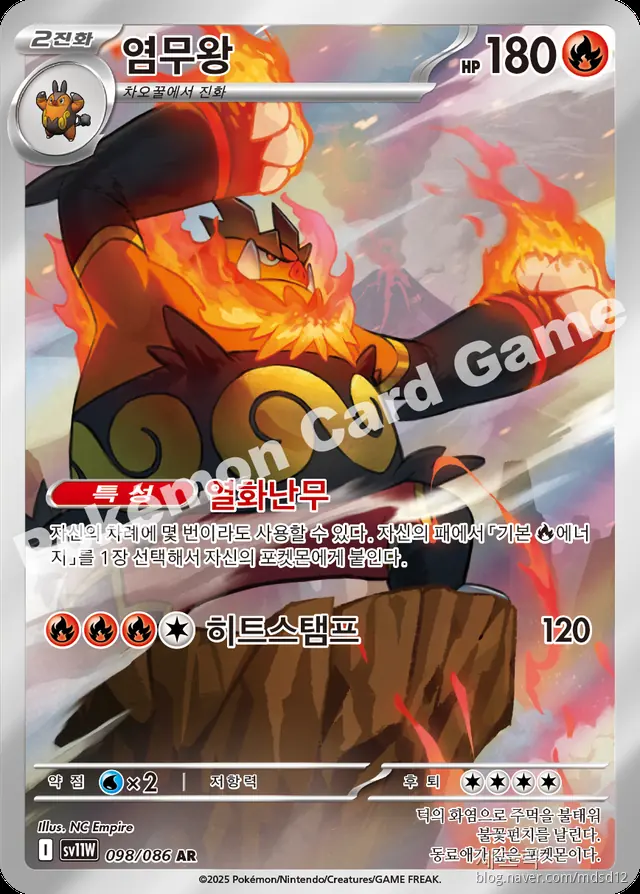 2진화
염무왕
HP 180
차오꿀에서 진화
Pokémon Card Game
특성 열화난무
자신의 차례에 몇 번이라도 사용할 수 있다. 자신의 패에서 「기본 에너
지」를 1장 선택해서 자신의 포켓몬에게 붙인다.
히트스탬프 120
약점 ×2 저항력 후퇴
Illus. NC Empire
턱의 화염으로 주먹을 불태워
불꽃펀치를 날린다.
동료애가 깊은 포켓몬이다.
I sv11W 098/086 AR
©2025 Pokémon/Nintendo/Creatures/GAME FREAK.
blog.naver.com/mdsd12